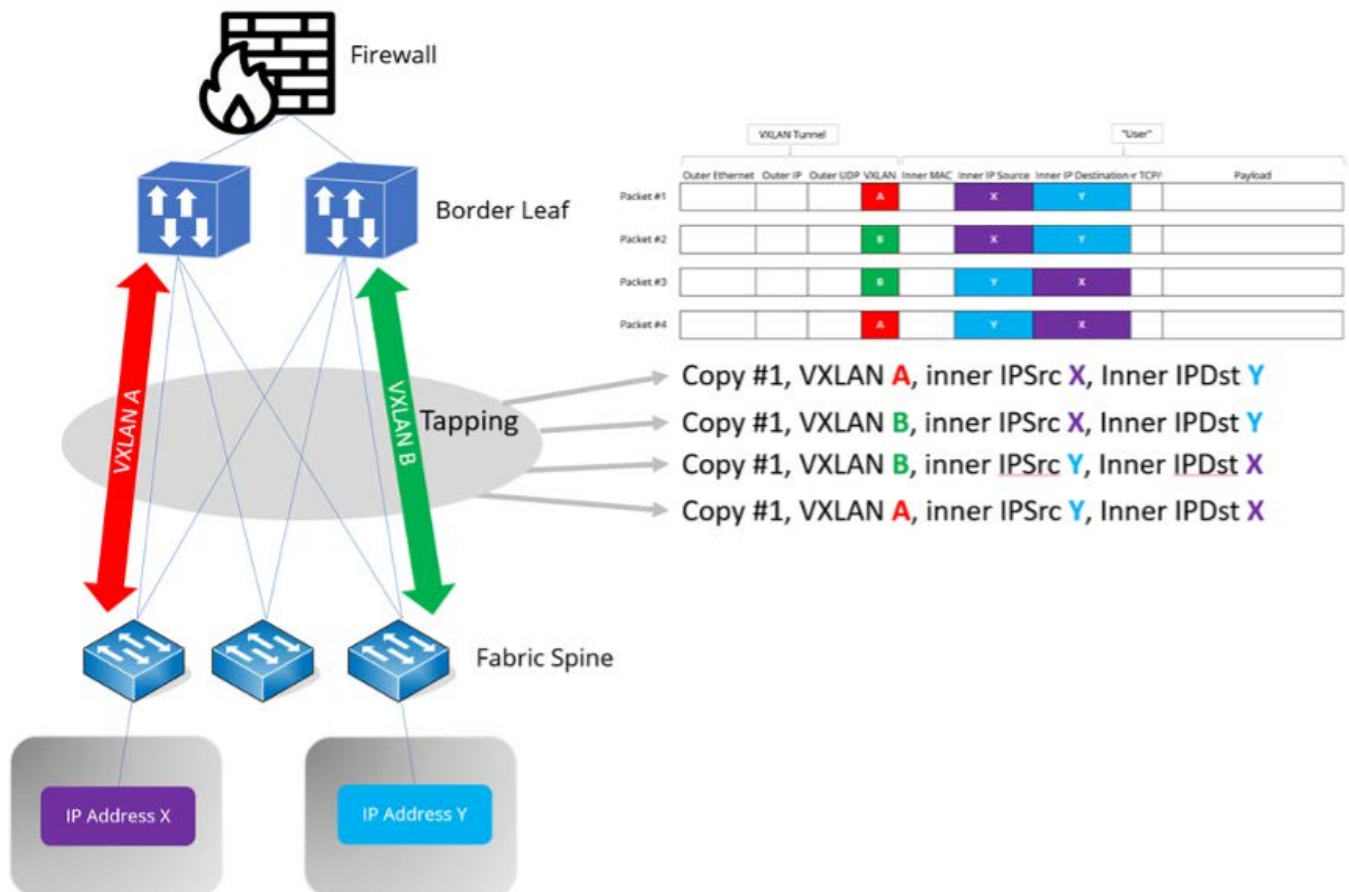 Firewall
VXLAN Tunnel
"User"
Outer Ethernet Outer IP Outer UDP VXLAN Inner MAC Inner IP Source Inner IP Destination r TCP/ Payload
Packet #1 A X Y
Packet #2 B X Y
Packet #3 B Y X
Packet #4 A Y X
Border Leaf
VXLAN A
VXLAN B
Tapping
Copy #1, VXLAN A, inner IPSrc X, Inner IPDst Y
Copy #1, VXLAN B, inner IPSrc X, Inner IPDst Y
Copy #1, VXLAN B, inner IPSrc Y, Inner IPDst X
Copy #1, VXLAN A, inner IPSrc Y, Inner IPDst X
Fabric Spine
IP Address X
IP Address Y